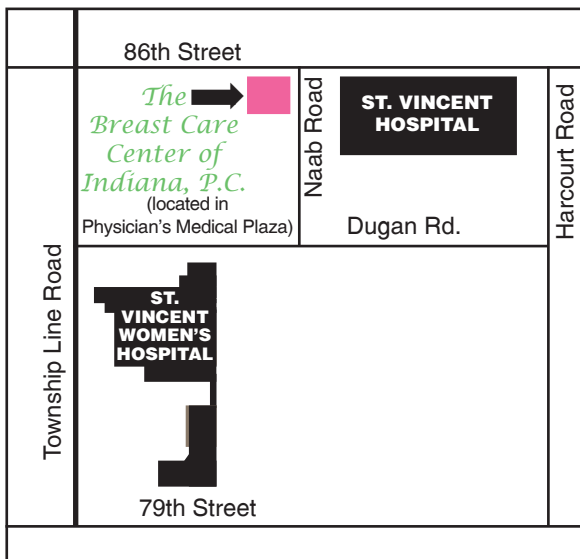 86th Street
The
Breast Care
Center of
Indiana, P.C.
(located in
Physician's Medical Plaza)
Naab Road
ST. VINCENT
HOSPITAL
Harcourt Road
Dugan Rd.
Township Line Road
ST.
VINCENT
WOMEN'S
HOSPITAL
79th Street